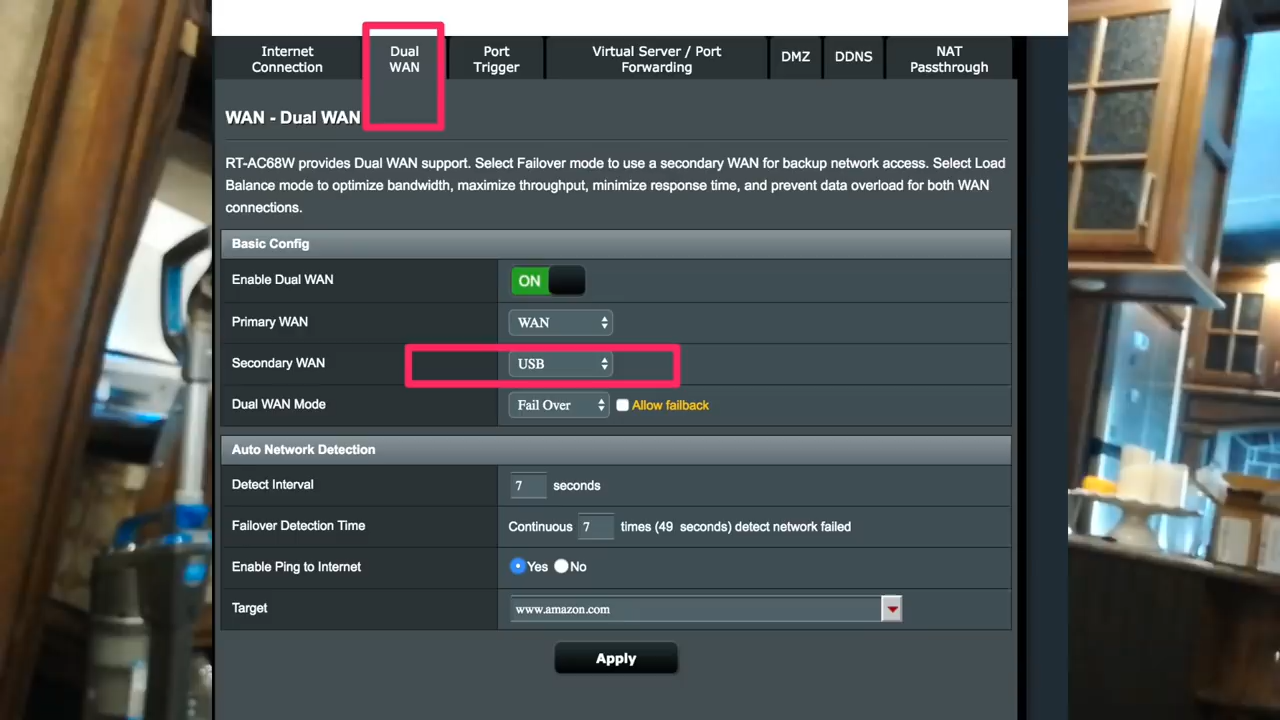 Internet Connection
Dual WAN
Port Trigger
Virtual Server / Port Forwarding
DMZ
DDNS
NAT Passthrough
WAN - Dual WAN
RT-AC68W provides Dual WAN support. Select Failover mode to use a secondary WAN for backup network access. Select Load
Balance mode to optimize bandwidth, maximize throughput, minimize response time, and prevent data overload for both WAN
connections.
Basic Config
Enable Dual WAN ON
Primary WAN WAN
Secondary WAN USB
Dual WAN Mode Fail Over Allow failback
Auto Network Detection
Detect Interval 7 seconds
Failover Detection Time Continuous 7 times (49 seconds) detect network failed
Enable Ping to Internet Yes No
Target www.amazon.com
Apply